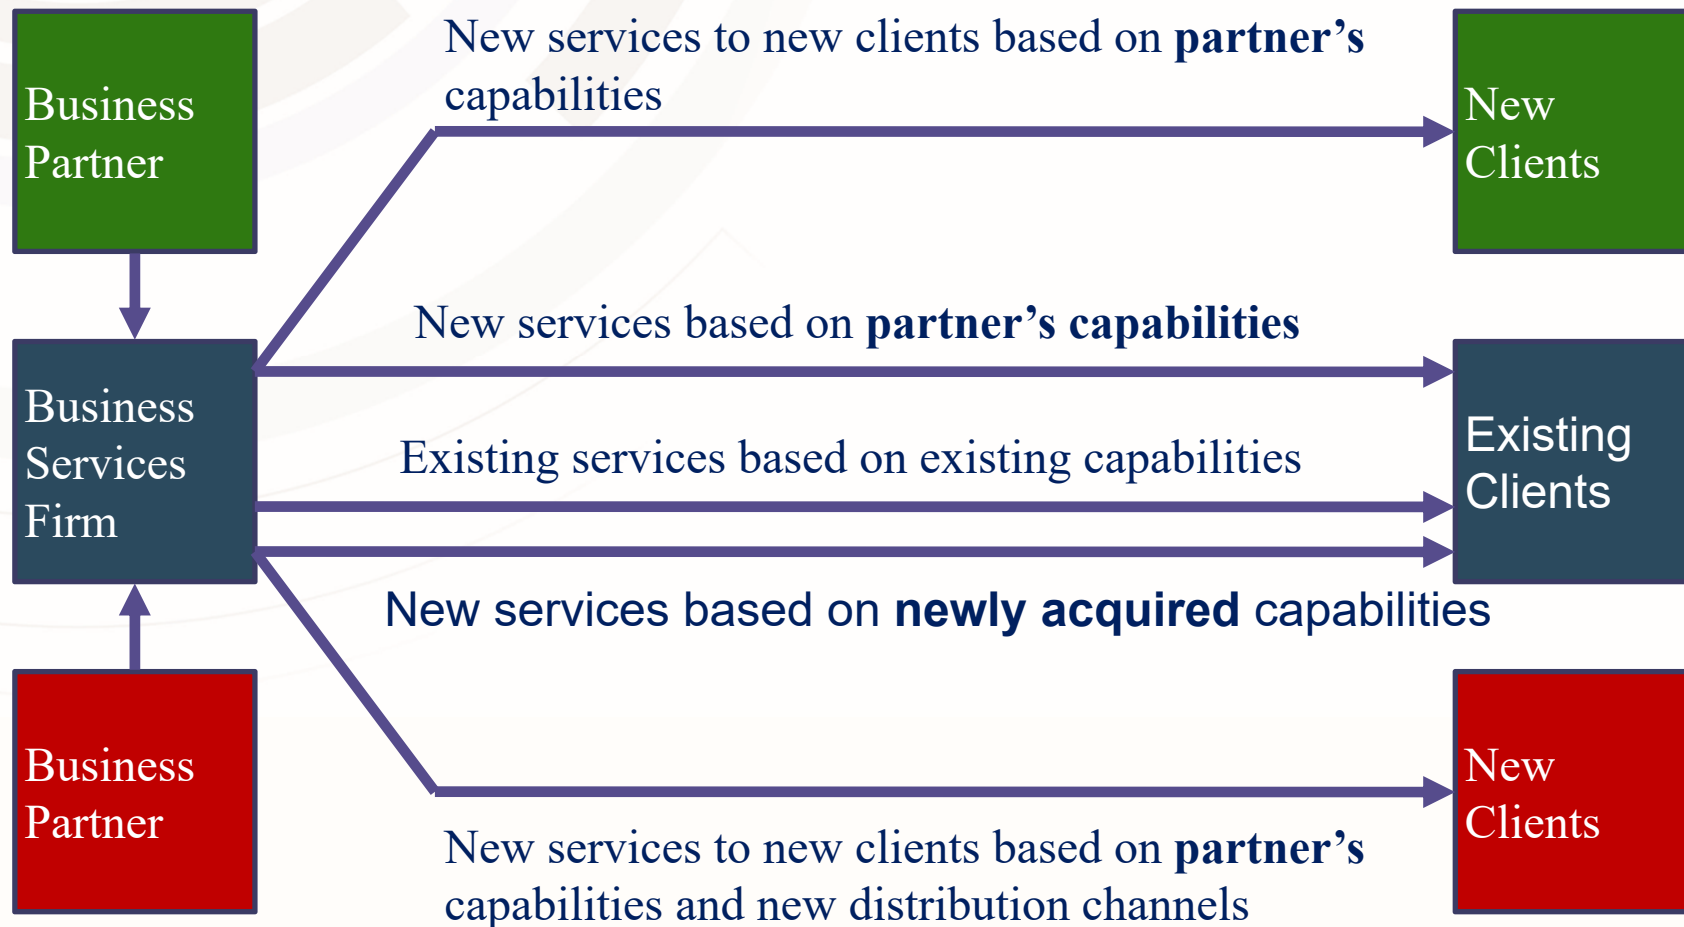 New services to new clients based on partner’s
capabilities
Business
Partner
New
Clients
New services based on partner’s capabilities
Business
Services
Firm
Existing services based on existing capabilities
Existing
Clients
New services based on newly acquired capabilities
Business
Partner
New
Clients
New services to new clients based on partner’s
capabilities and new distribution channels